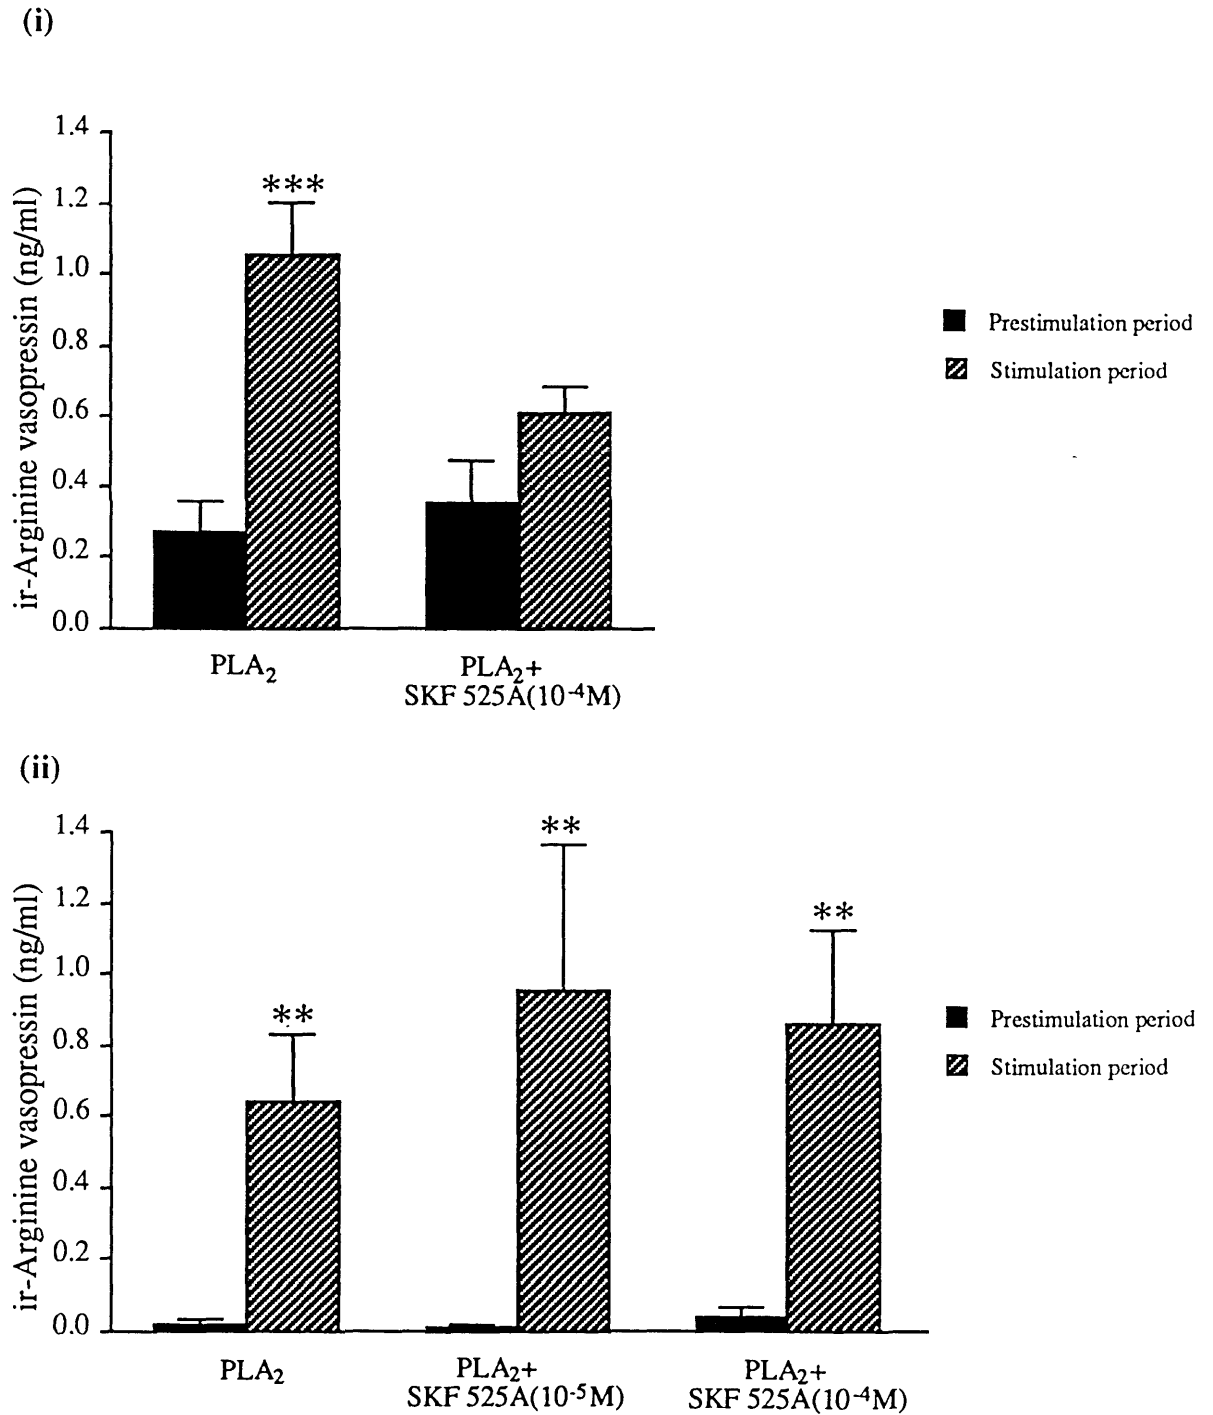 (i)
1.4
1.2
1.0
0.8
0.6
0.4
0.2
0.0
ir-Arginine vasopressin (ng/ml)
***
Prestimulation period
Stimulation period
PLA₂
PLA₂+
SKF 525A(10⁻⁴M)
(ii)
1.4
1.2
1.0
0.8
0.6
0.4
0.2
0.0
ir-Arginine vasopressin (ng/ml)
**
**
**
Prestimulation period
Stimulation period
PLA₂
PLA₂+
SKF 525A(10⁻⁵M)
PLA₂+
SKF 525A(10⁻⁴M)